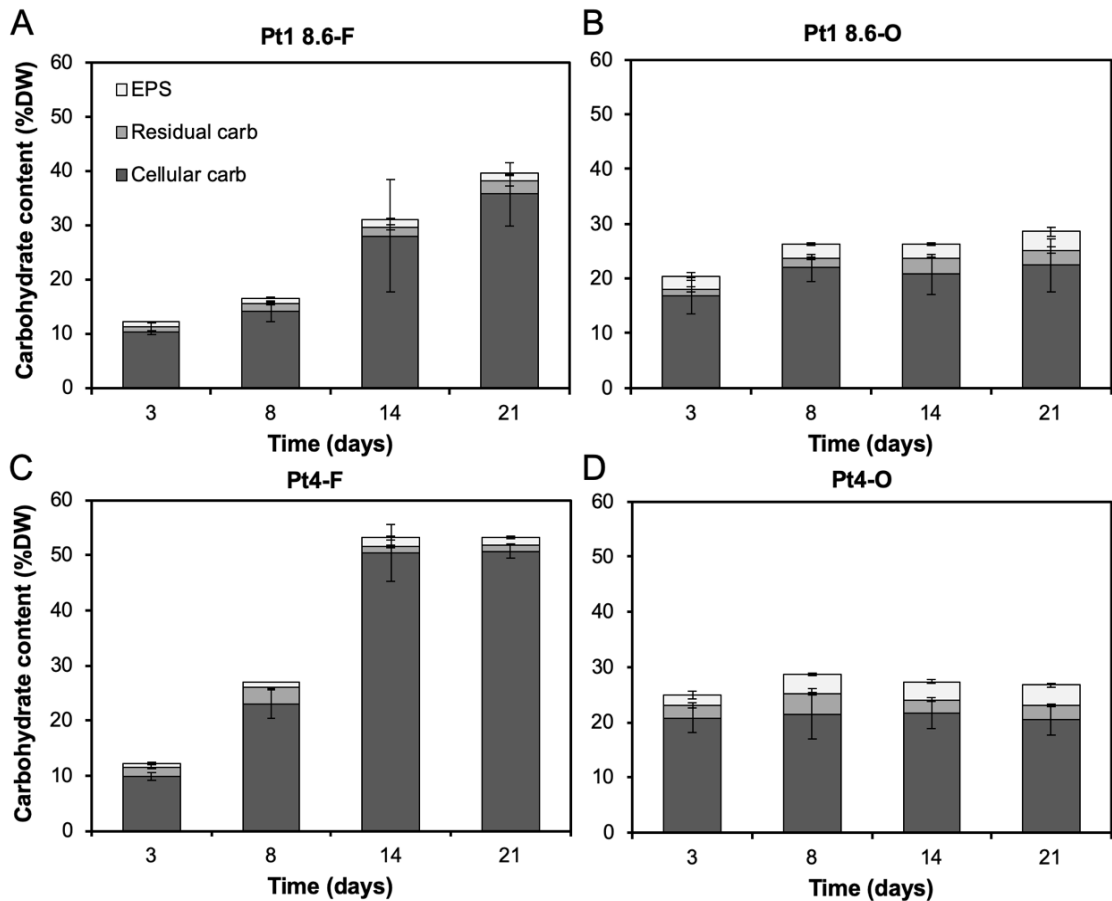 A
Pt1 8.6-F
Carbohydrate content (%DW)
60
50
40
30
20
10
0
EPS
Residual carb
Cellular carb
3 8 14 21
Time (days)
B
Pt1 8.6-O
60
50
40
30
20
10
0
3 8 14 21
Time (days)
C
Pt4-F
Carbohydrate content (%DW)
60
50
40
30
20
10
0
3 8 14 21
Time (days)
D
Pt4-O
60
50
40
30
20
10
0
3 8 14 21
Time (days)